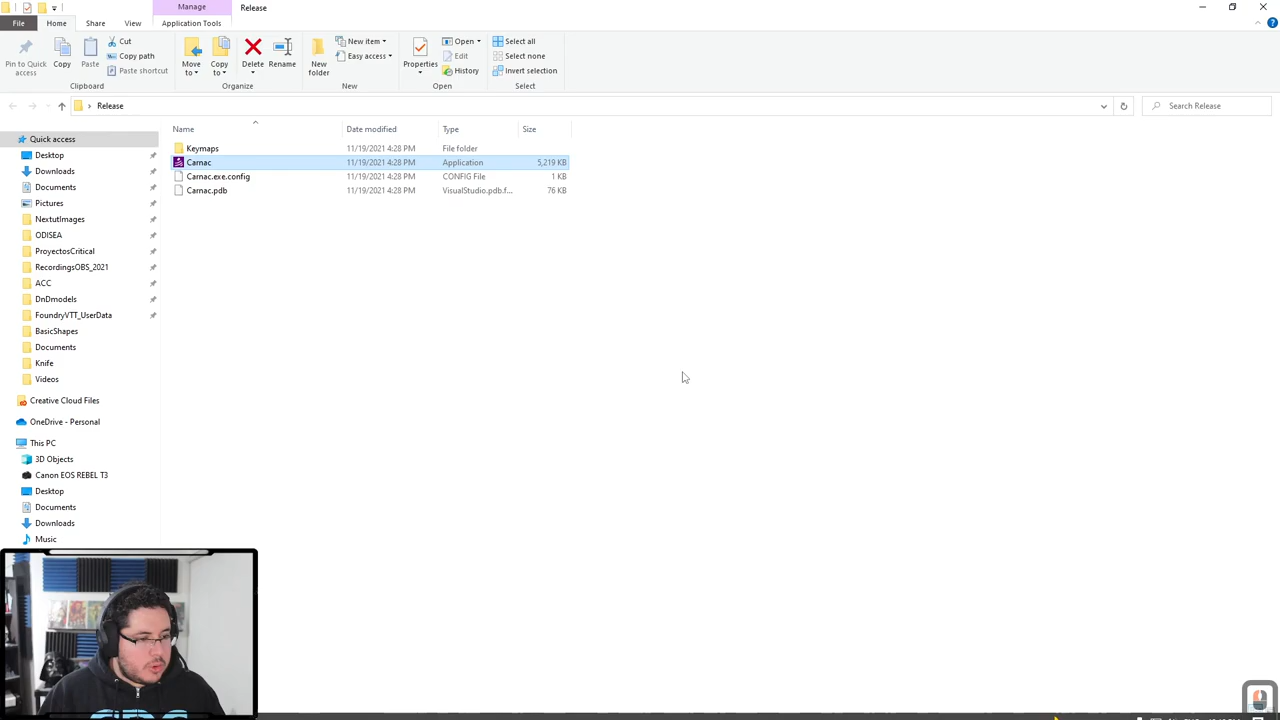 Manage
Release
File
Home
Share
View
Application Tools
Pin to Quick access
Copy
Paste
Cut
Copy path
Paste shortcut
Clipboard
Move to
Copy to
Delete
Rename
Organize
New folder
New item
Easy access
New
Properties
Open
Edit
History
Open
Select all
Select none
Invert selection
Select
Release
Search Release
Name
Date modified
Type
Size
Keymaps 11/19/2021 4:28 PM File folder
Carnac 11/19/2021 4:28 PM Application 5,219 KB
Carnac.exe.config 11/19/2021 4:28 PM CONFIG File 1 KB
Carnac.pdb 11/19/2021 4:28 PM VisualStudio.pdb.f... 76 KB
Quick access
Desktop
Downloads
Documents
Pictures
NextutImages
ODISEA
ProyectosCritical
RecordingsOBS_2021
ACC
DnDmodels
FoundryVTT_UserData
BasicShapes
Documents
Knife
Videos
Creative Cloud Files
OneDrive - Personal
This PC
3D Objects
Canon EOS REBEL T3
Desktop
Documents
Downloads
Music